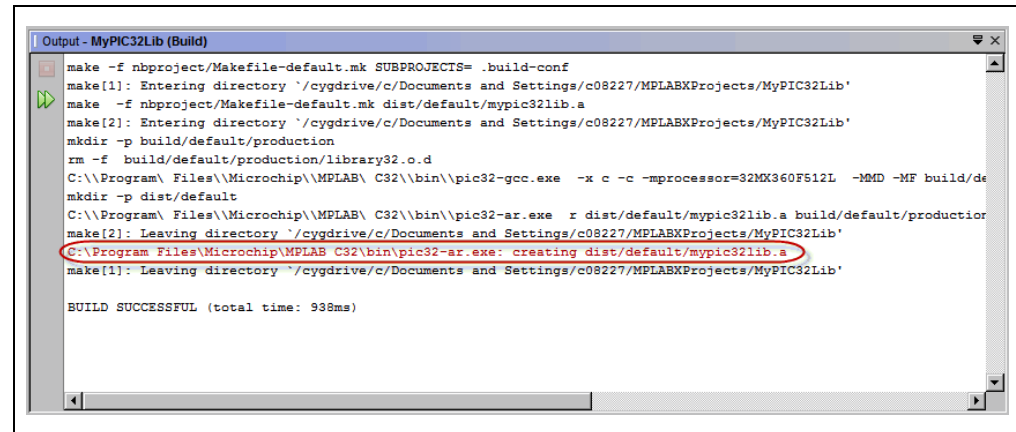 Output - MyPIC32Lib (Build)
make -f nbproject/Makefile-default.mk SUBPROJECTS= .build-conf
make[1]: Entering directory `/cygdrive/c/Documents and Settings/c08227/MPLABXProjects/MyPIC32Lib'
make  -f nbproject/Makefile-default.mk dist/default/mypic32lib.a
make[2]: Entering directory `/cygdrive/c/Documents and Settings/c08227/MPLABXProjects/MyPIC32Lib'
mkdir -p build/default/production
rm -f  build/default/production/library32.o.d
C:\\Program\ Files\\Microchip\\MPLAB\ C32\\bin\\pic32-gcc.exe  -x c -c -mprocessor=32MX360F512L  -MMD -MF build/de
mkdir -p dist/default
C:\\Program\ Files\\Microchip\\MPLAB\ C32\\bin\\pic32-ar.exe  r dist/default/mypic32lib.a build/default/production
make[2]: Leaving directory `/cygdrive/c/Documents and Settings/c08227/MPLABXProjects/MyPIC32Lib'
C:\Program Files\Microchip\MPLAB C32\bin\pic32-ar.exe: creating dist/default/mypic32lib.a
make[1]: Leaving directory `/cygdrive/c/Documents and Settings/c08227/MPLABXProjects/MyPIC32Lib'
BUILD SUCCESSFUL (total time: 938ms)